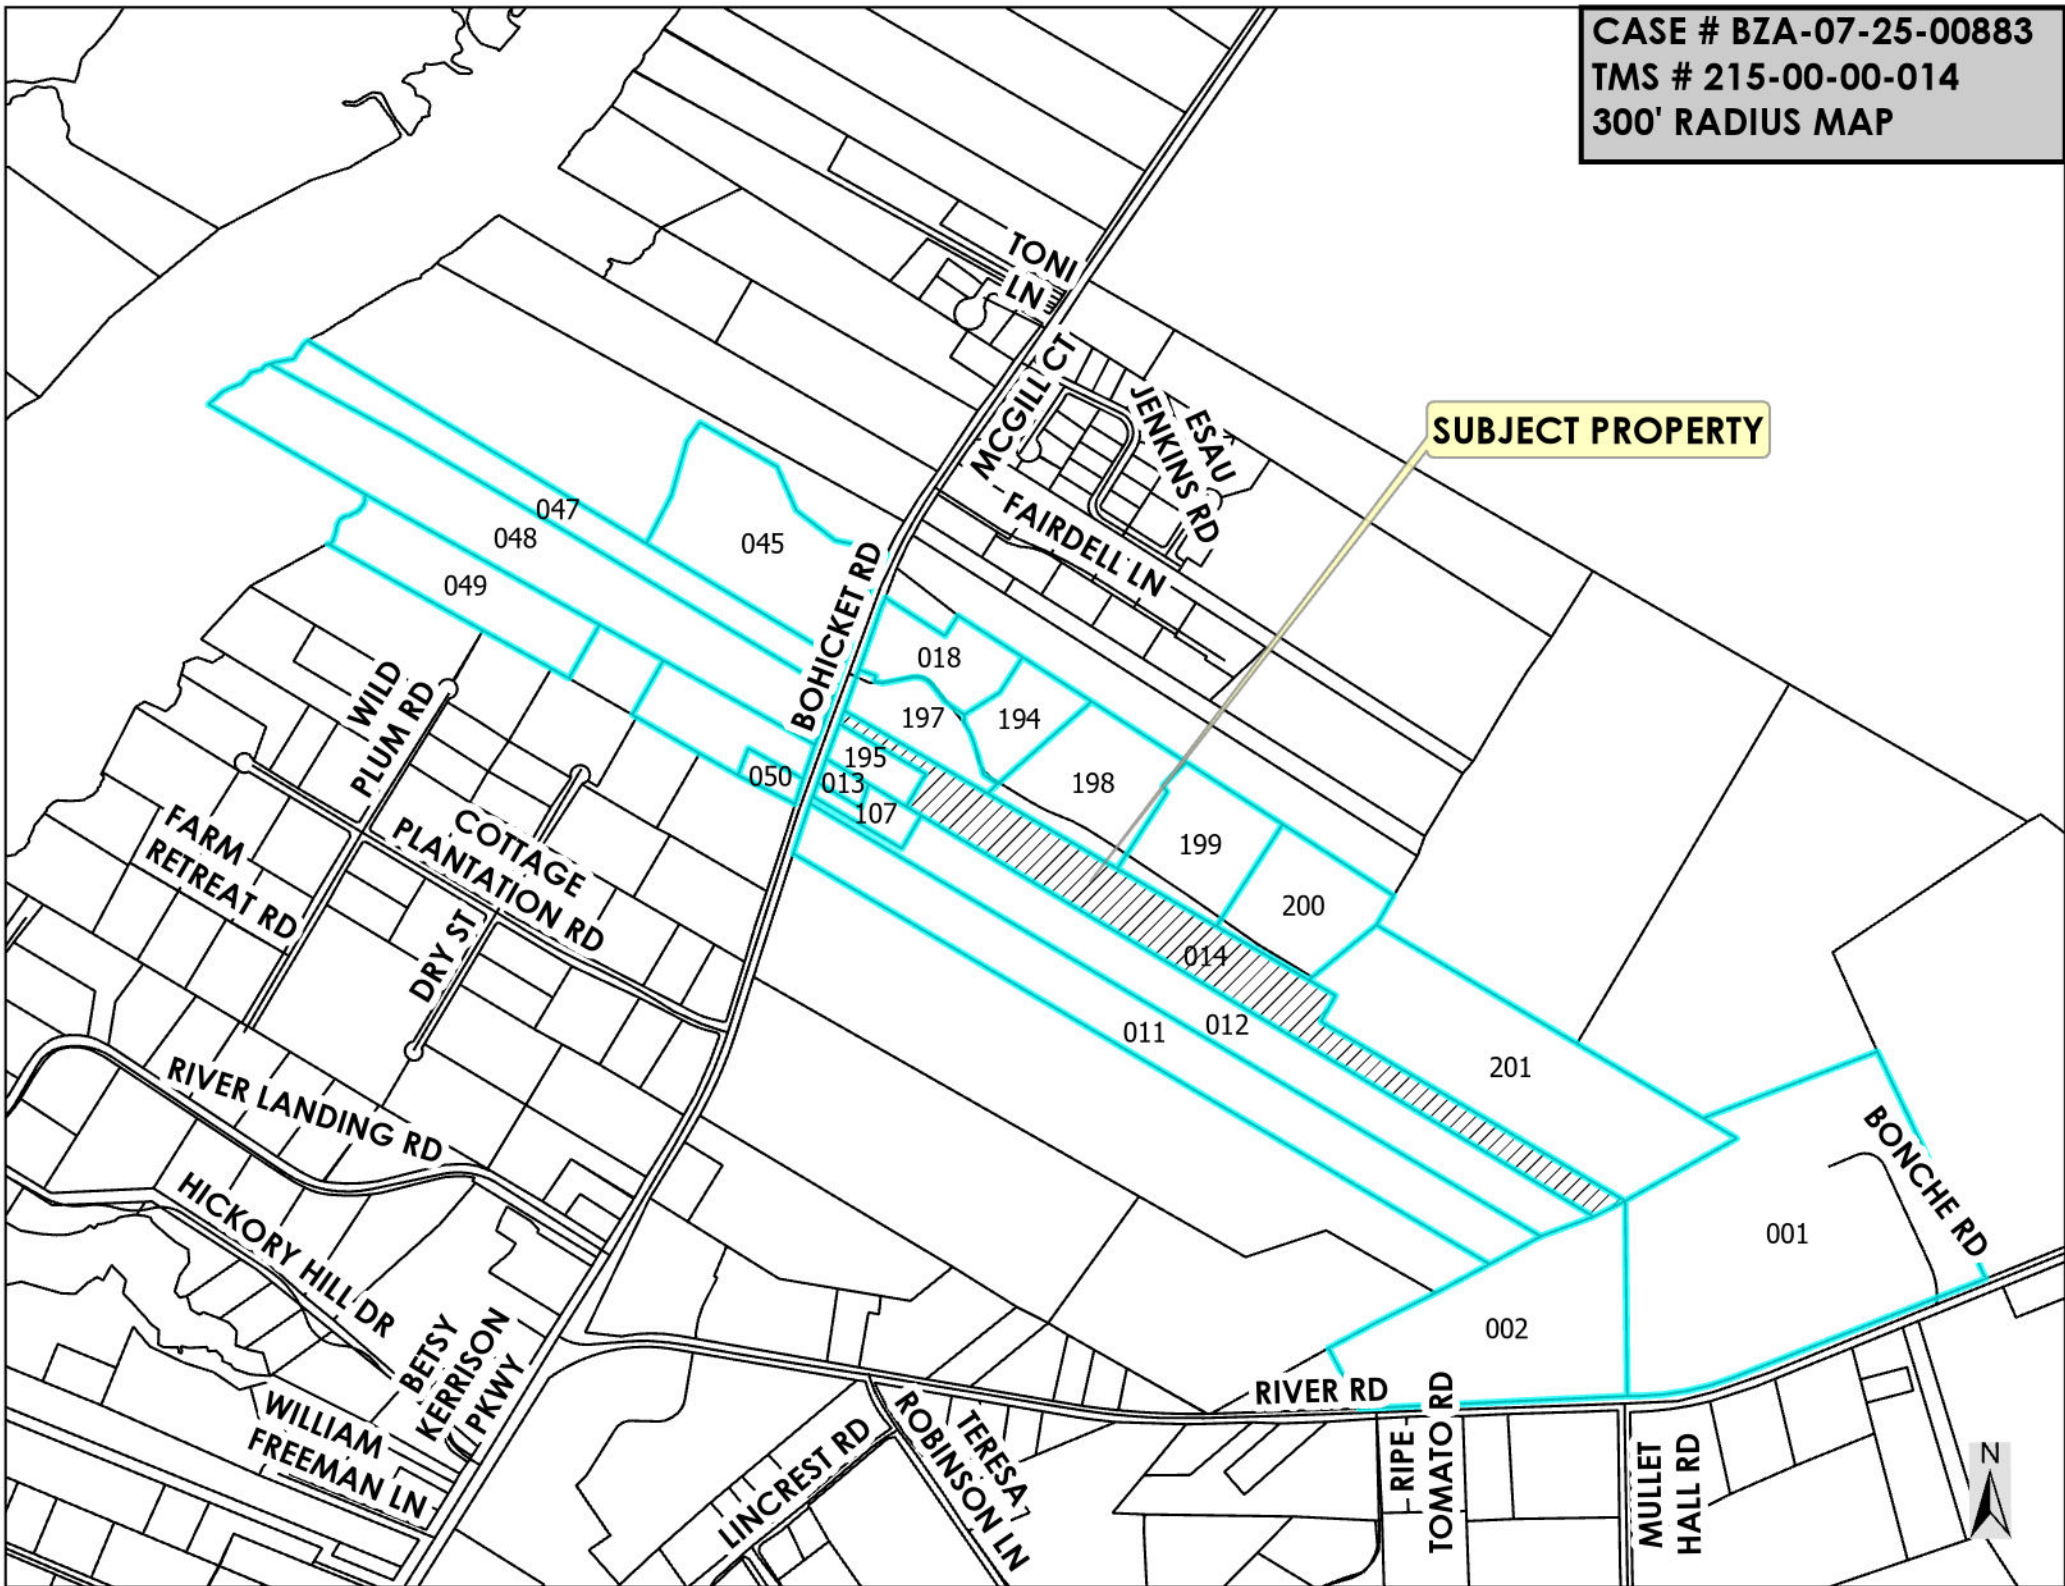 CASE # BZA-07-25-00883
TMS # 215-00-00-014
300' RADIUS MAP
TONI
LN
MCGILL CT
ESAU
JENKINS RD
SUBJECT PROPERTY
FAIRDELL LN
047
048
045
049
BOHICKET RD
018
197
194
195
198
050
013
107
199
200
014
011
012
201
WILD
PLUM RD
FARM
RETREAT RD
COTTAGE
PLANTATION RD
DRY ST
RIVER LANDING RD
HICKORY HILL DR
BONCHE RD
001
002
BETSY
KERRISON
PKWY
WILLIAM
FREEMAN LN
RIVER RD
LINCREST RD
TERESA
ROBINSON LN
RIPE
TOMATO RD
MULLET
HALL RD
N